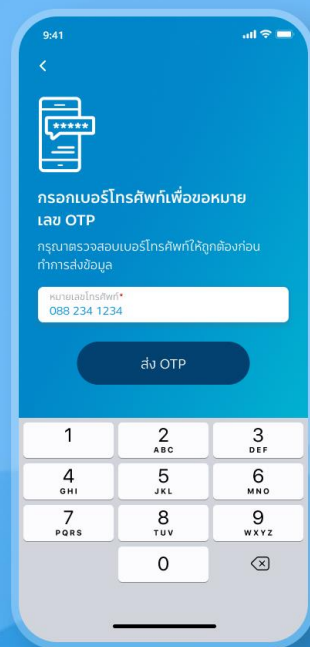 9:41
*****
กรอกเบอร์โทรศัพท์เพื่อขอหมาย
เลข OTP
กรุณาตรวจสอบเบอร์โทรศัพท์ให้ถูกต้องก่อน
ทำการส่งข้อมูล
หมายเลขโทรศัพท์*
088 234 1234
ส่ง OTP
1 2 3
ABC DEF
4 5 6
GHI JKL MNO
7 8 9
PQRS TUV WXYZ
0